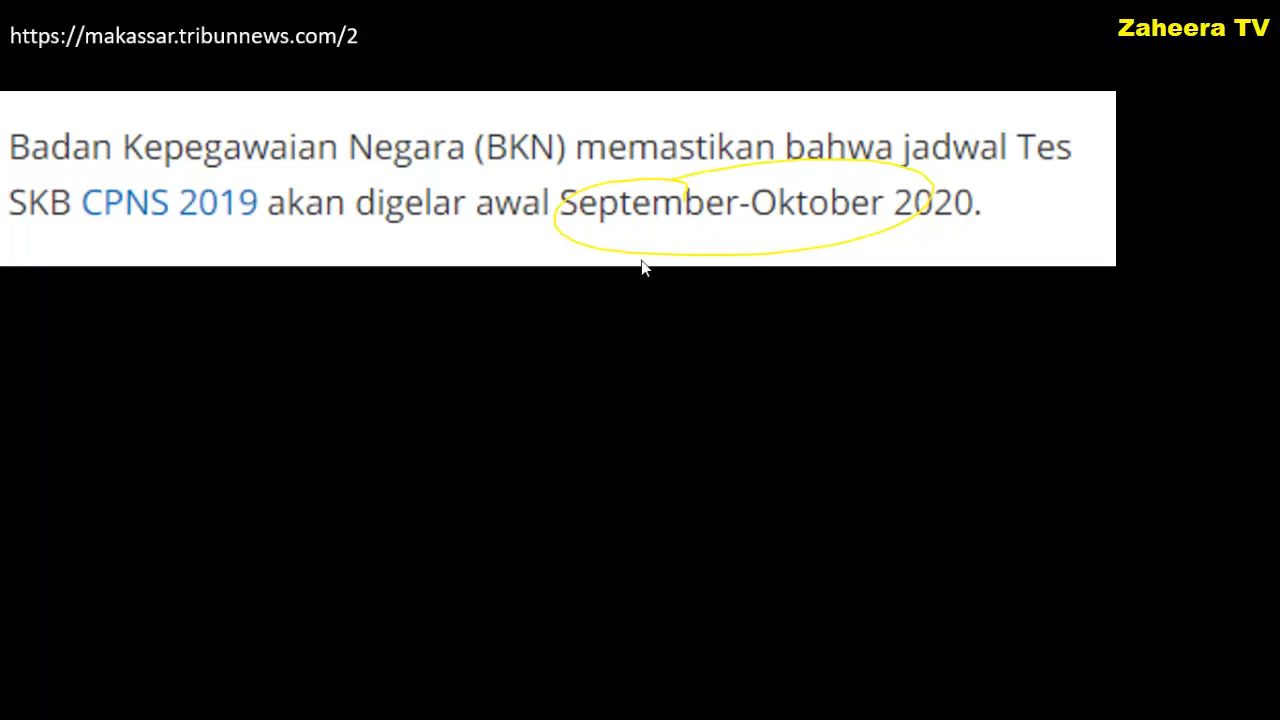 https://makassar.tribunnews.com/2
Zaheera TV
Badan Kepegawaian Negara (BKN) memastikan bahwa jadwal Tes
SKB CPNS 2019 akan digelar awal September-Oktober 2020.